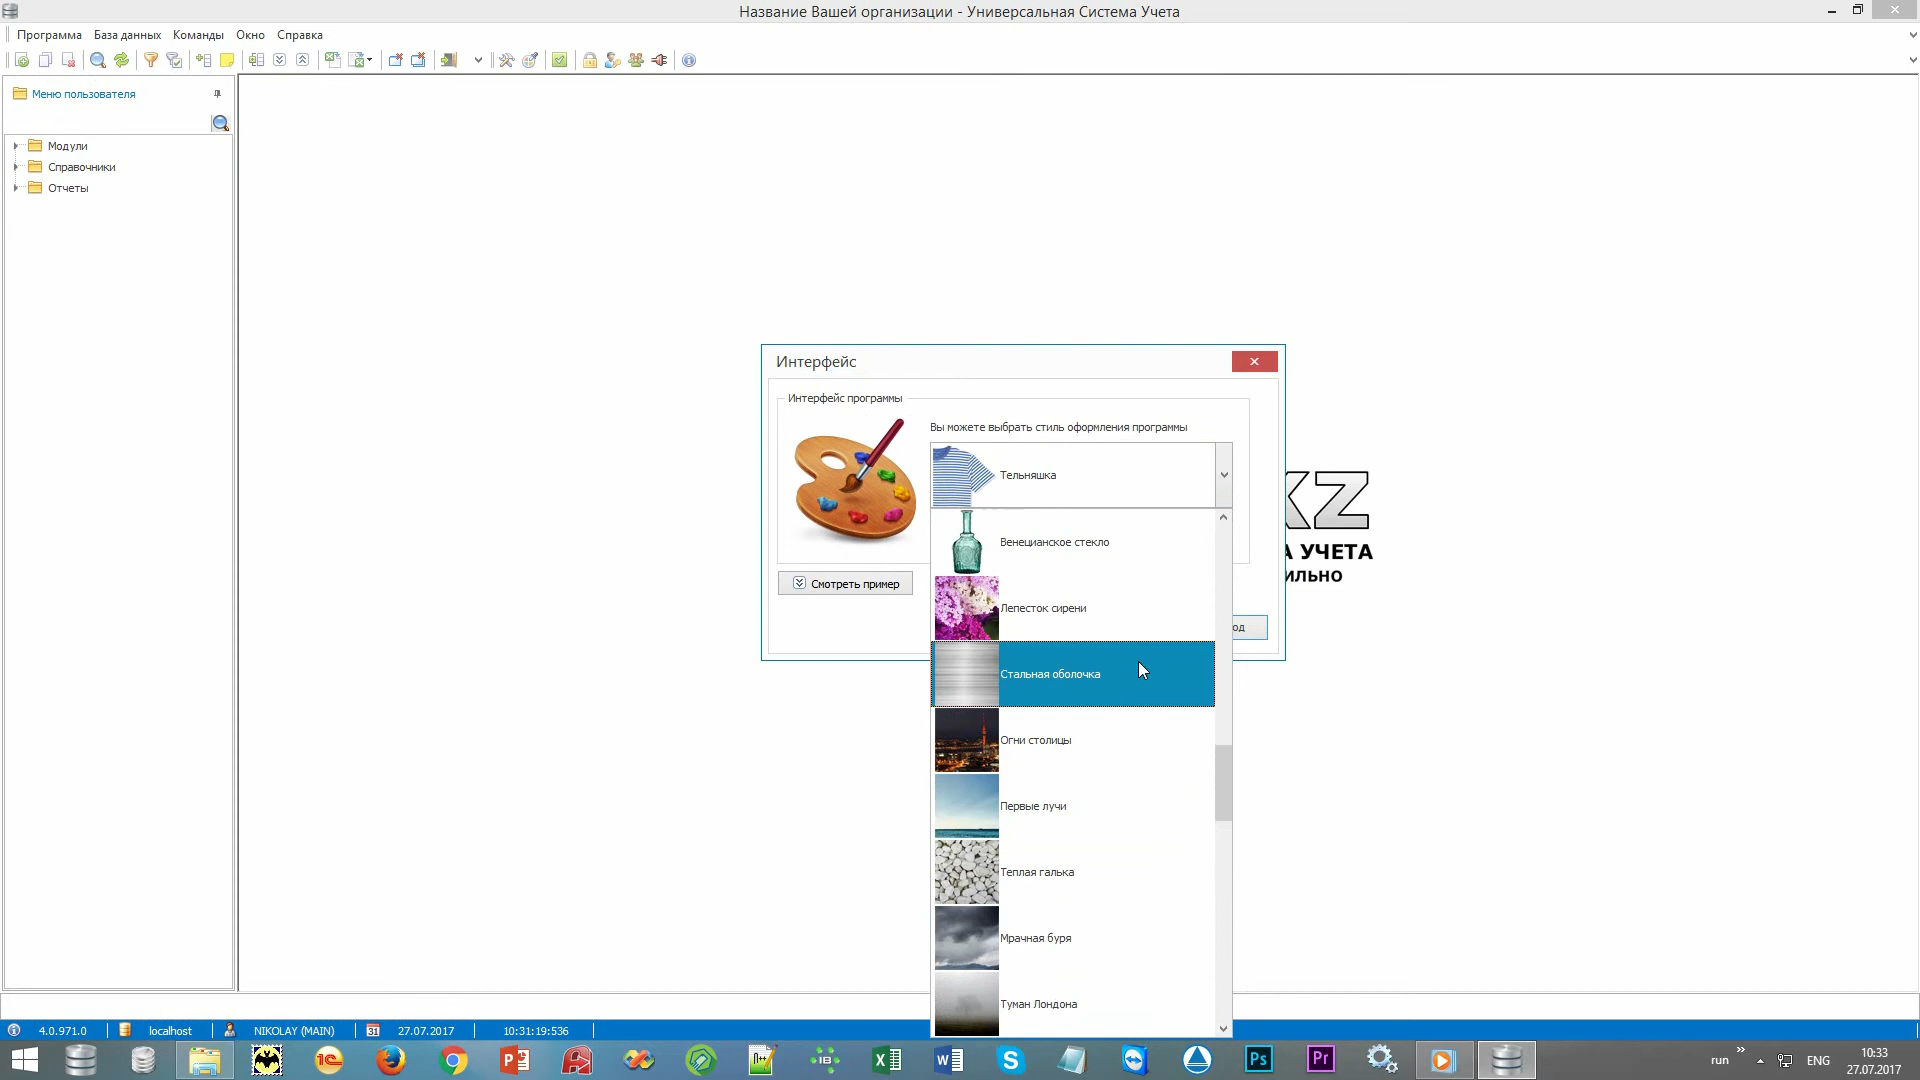 Название Вашей организации - Универсальная Система Учета
Программа База данных Команды Окно Справка
Меню пользователя
Модули
Справочники
Отчеты
Интерфейс
Интерфейс программы
Вы можете выбрать стиль оформления программы
Тельняшка
Венецианское стекло
Лепесток сирени
Стальная оболочка
Огни столицы
Первые лучи
Теплая галька
Мрачная буря
Туман Лондона
Смотреть пример
од
KZ
А УЧЕТА
ИЛЬНО
4.0.971.0 localhost NIKOLAY (MAIN) 31 27.07.2017 10:31:19:536
run ENG 10:33
27.07.2017